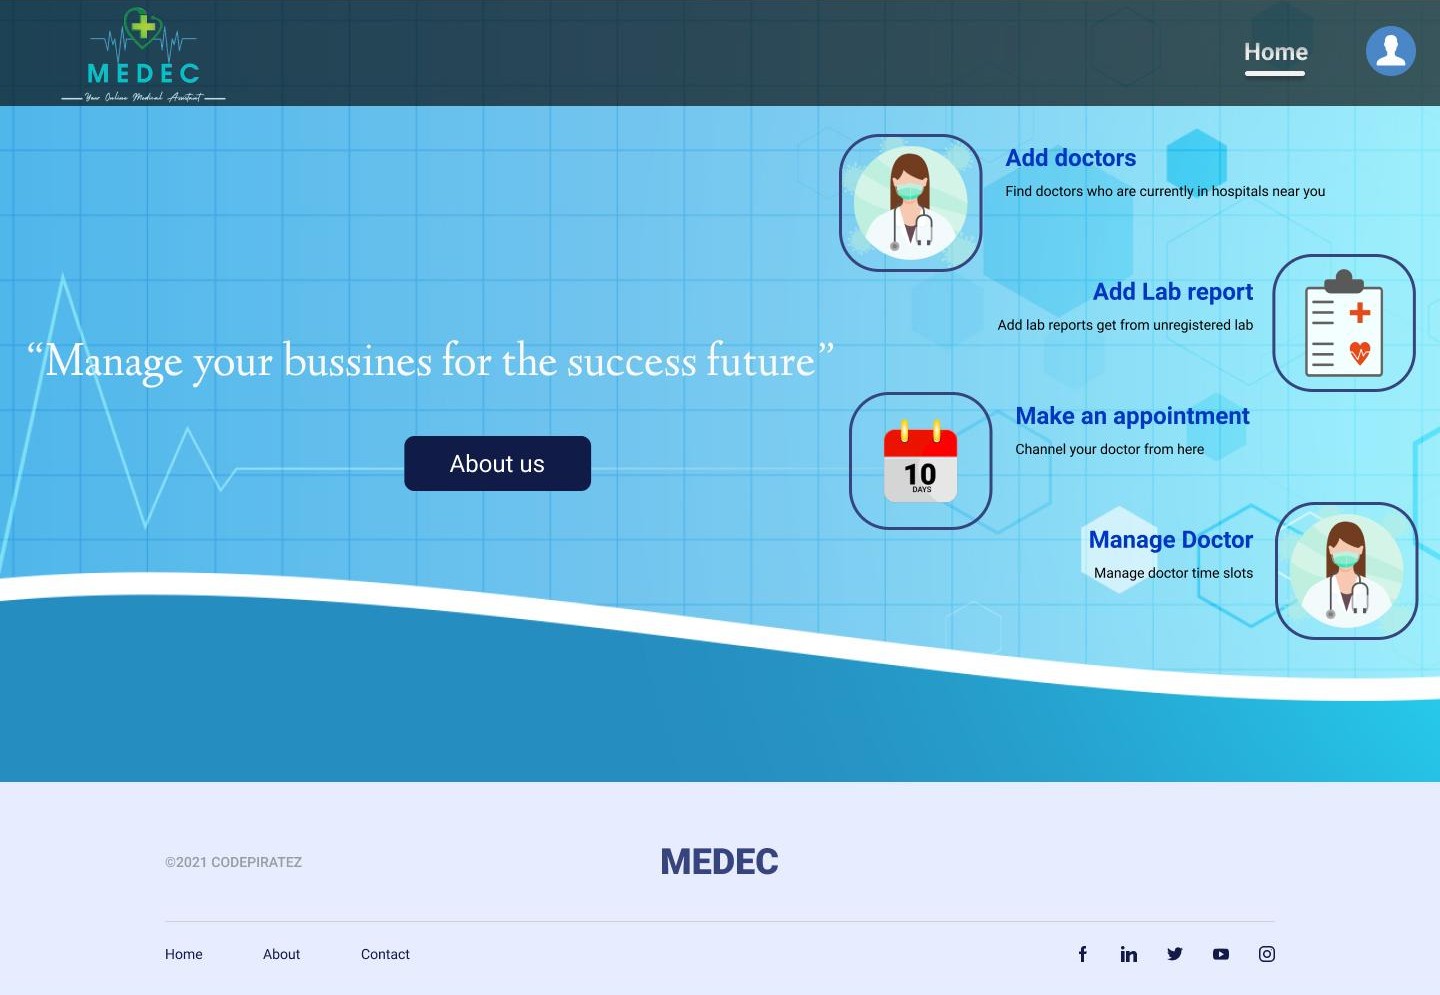 MEDEC
Your Online Medical Assistant
Home
Add doctors
Find doctors who are currently in hospitals near you
Add Lab report
Add lab reports get from unregistered lab
“Manage your bussines for the success future”
About us
Make an appointment
Channel your doctor from here
10
DAYS
Manage Doctor
Manage doctor time slots
©2021 CODEPIRATEZ
MEDEC
Home
About
Contact